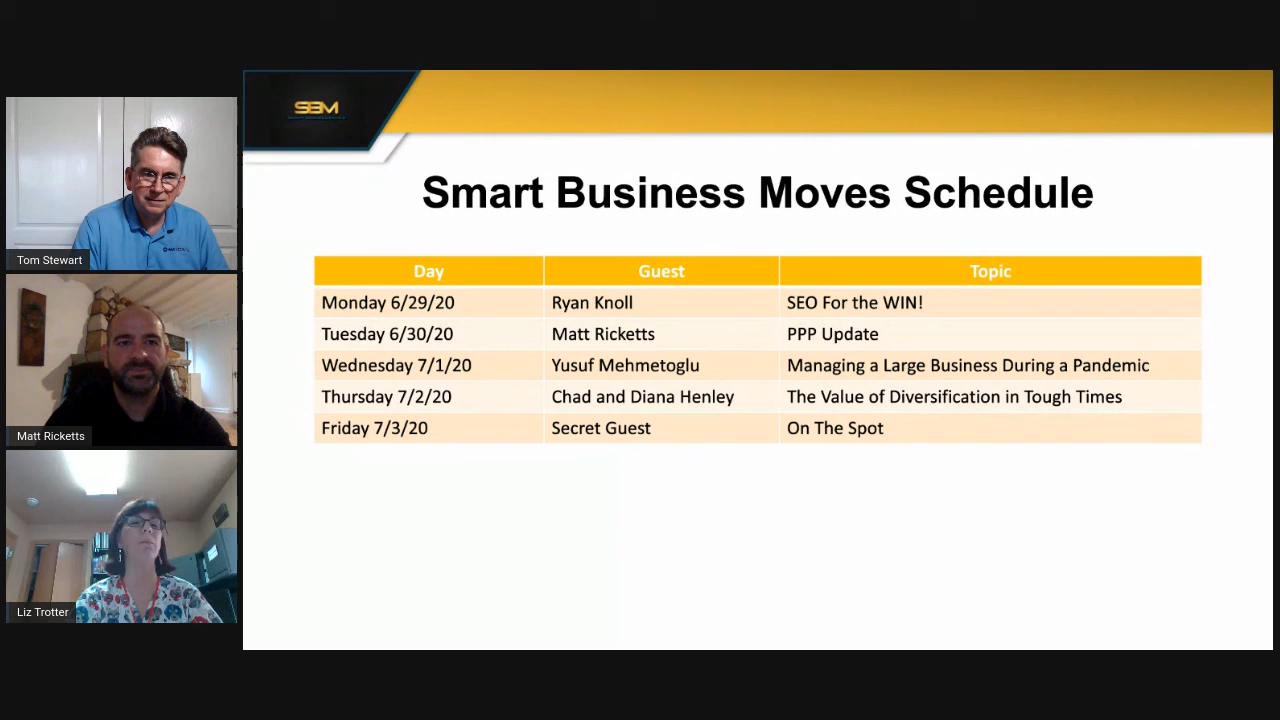 SBM
Smart Business Moves Schedule
Day Guest Topic
Monday 6/29/20 Ryan Knoll SEO For the WIN!
Tuesday 6/30/20 Matt Ricketts PPP Update
Wednesday 7/1/20 Yusuf Mehmetoglu Managing a Large Business During a Pandemic
Thursday 7/2/20 Chad and Diana Henley The Value of Diversification in Tough Times
Friday 7/3/20 Secret Guest On The Spot
Tom Stewart
Matt Ricketts
Liz Trotter